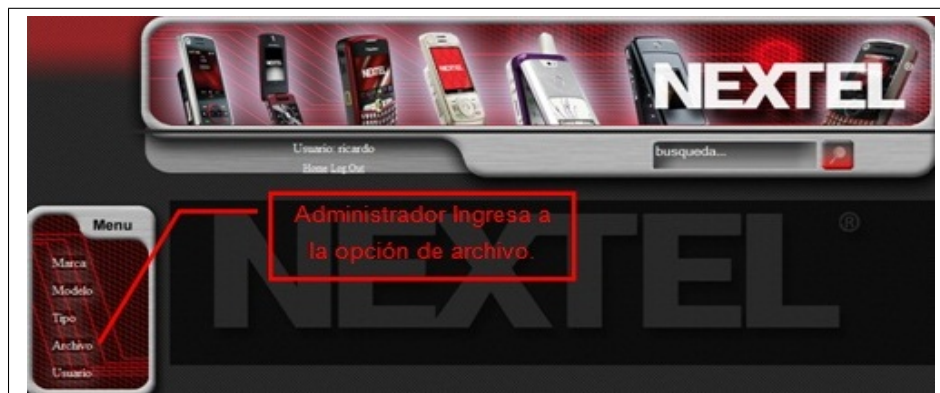 NEXTEL
Usuario: ricardo
Home Log Out
busqueda...
Menu
Marca
Modelo
Tipo
Archivo
Usuario
Administrador Ingresa a
la opción de archivo.
NEXTEL®